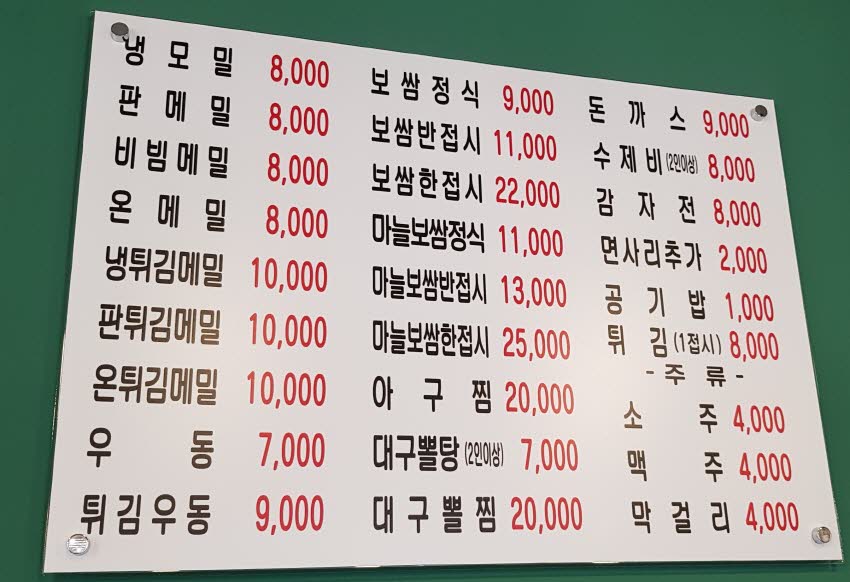 냉모밀 8,000
판메밀 8,000
비빔메밀 8,000
온메밀 8,000
냉튀김메밀 10,000
판튀김메밀 10,000
온튀김메밀 10,000
우동 7,000
튀김우동 9,000
보쌈정식 9,000
보쌈반접시 11,000
보쌈한접시 22,000
마늘보쌈정식 11,000
마늘보쌈반접시 13,000
마늘보쌈한접시 25,000
아구찜 20,000
대구뽈탕 (2인이상) 7,000
대구뽈찜 20,000
돈까스 9,000
수제비 (2인이상) 8,000
감자전 8,000
면사리추가 2,000
공기밥 1,000
튀김 (1접시) 8,000
- 주류 -
소주 4,000
맥주 4,000
막걸리 4,000